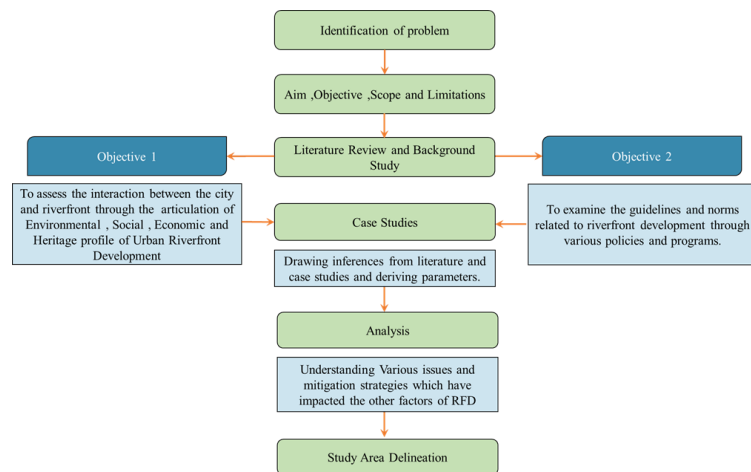 Identification of problem
Aim ,Objective ,Scope and Limitations
Literature Review and Background
Study
Objective 1
Objective 2
To assess the interaction between the city
and riverfront through the articulation of
Environmental , Social , Economic and
Heritage profile of Urban Riverfront
Development
Case Studies
To examine the guidelines and norms
related to riverfront development through
various policies and programs.
Drawing inferences from literature and
case studies and deriving parameters.
Analysis
Understanding Various issues and
mitigation strategies which have
impacted the other factors of RFD
Study Area Delineation